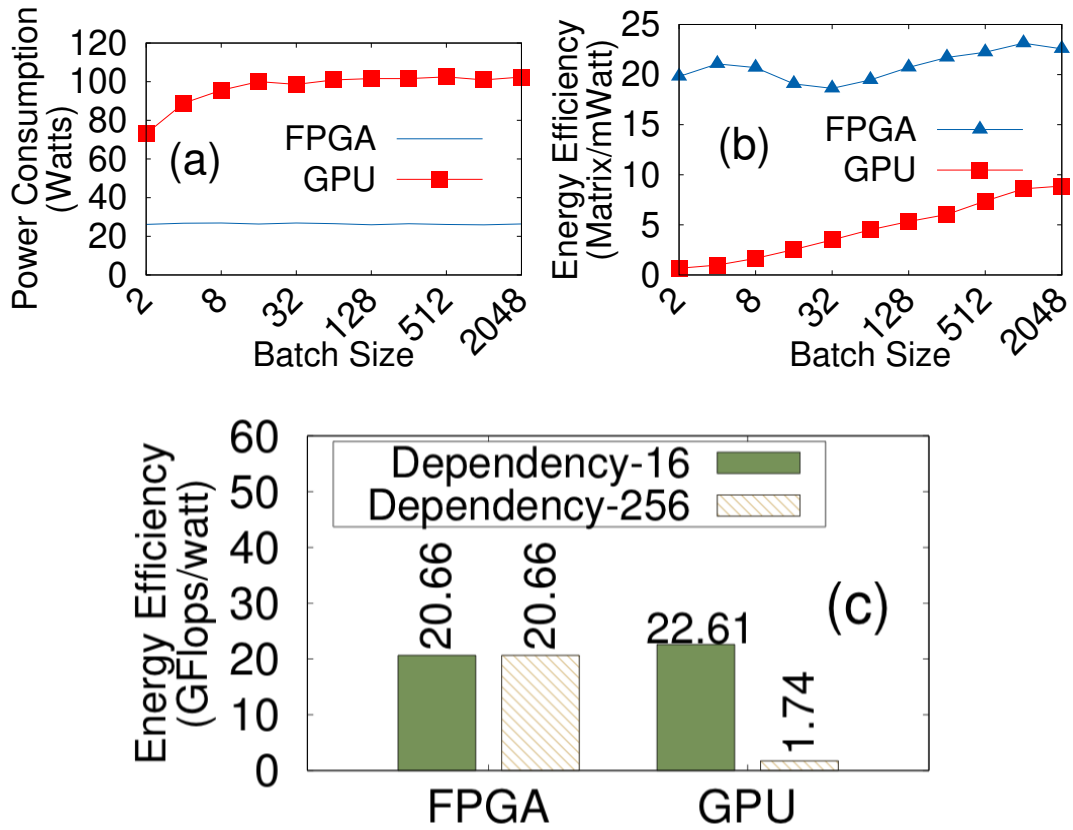 Power Consumption
(Watts)
120
100
80
60
40
20
0
FPGA
GPU
(a)
2
8
32
128
512
2048
Batch Size
Energy Efficiency
(Matrix/mWatt)
25
20
15
10
5
0
FPGA
GPU
(b)
2
8
32
128
512
2048
Batch Size
Energy Efficiency
(GFlops/watt)
60
50
40
30
20
10
0
Dependency-16
Dependency-256
20.66
20.66
22.61
1.74
(c)
FPGA
GPU